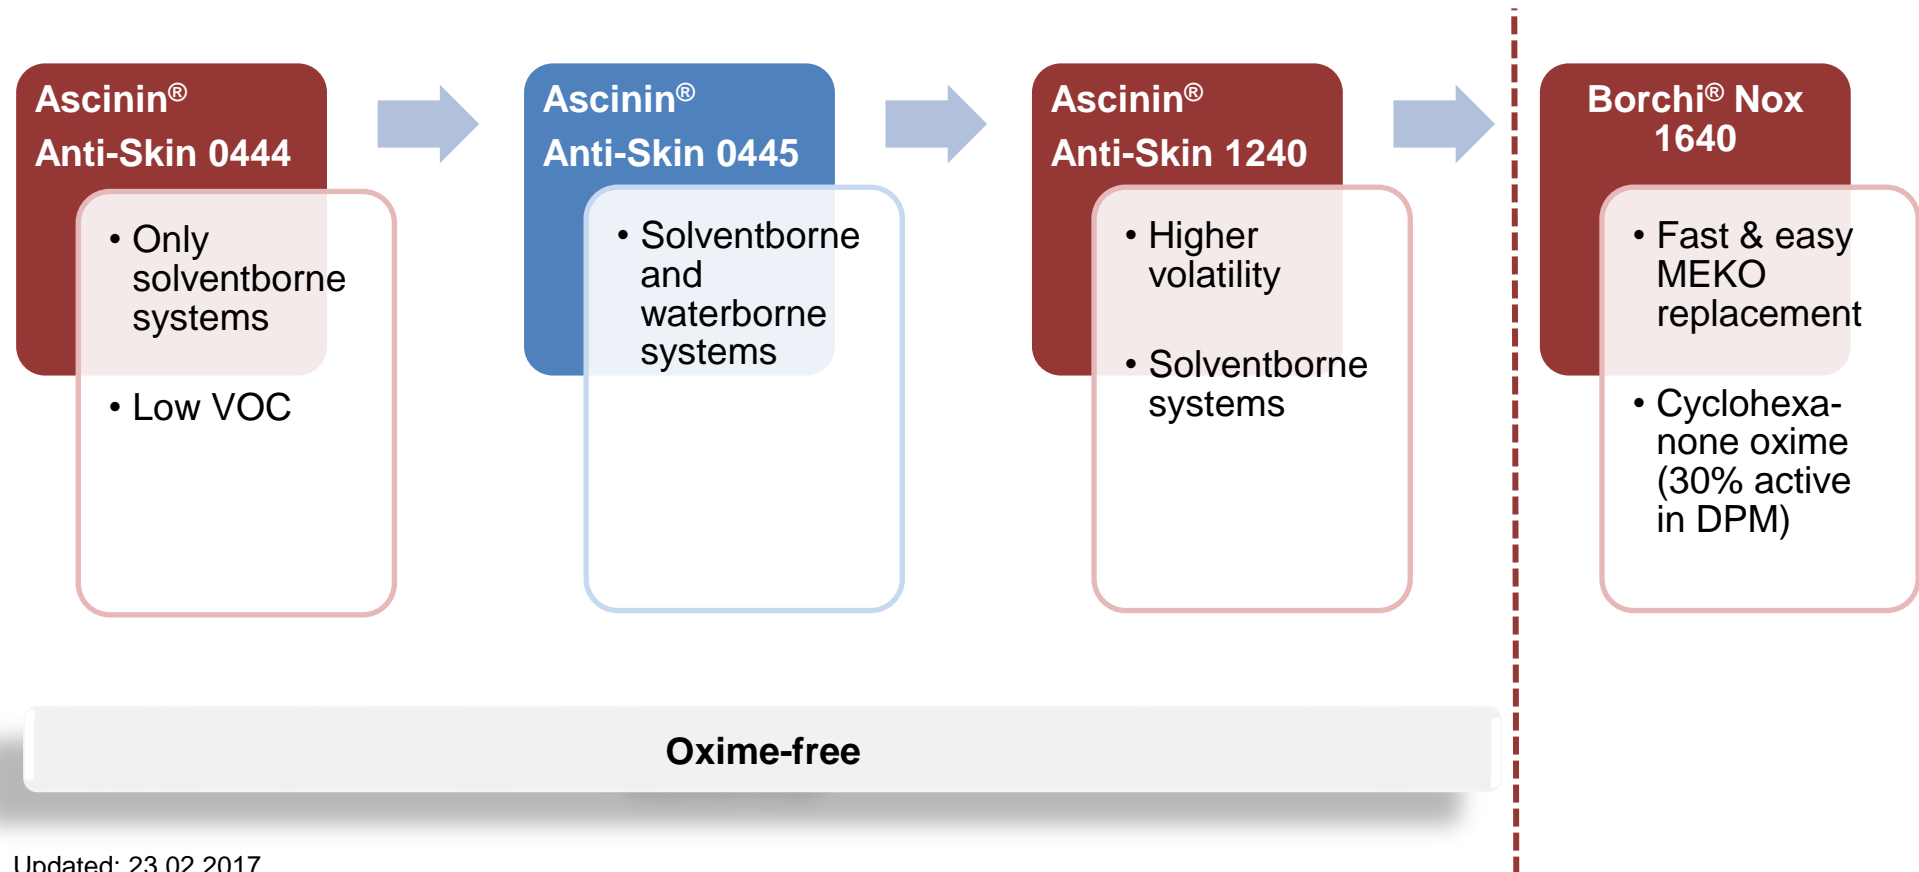 Ascinin®
Anti-Skin 0444
• Only
solventborne
systems
• Low VOC
Ascinin®
Anti-Skin 0445
• Solventborne
and
waterborne
systems
Ascinin®
Anti-Skin 1240
• Higher
volatility
• Solventborne
systems
Borchi® Nox
1640
• Fast & easy
MEKO
replacement
• Cyclohexa-
none oxime
(30% active
in DPM)
Oxime-free
Updated: 23.02.2017